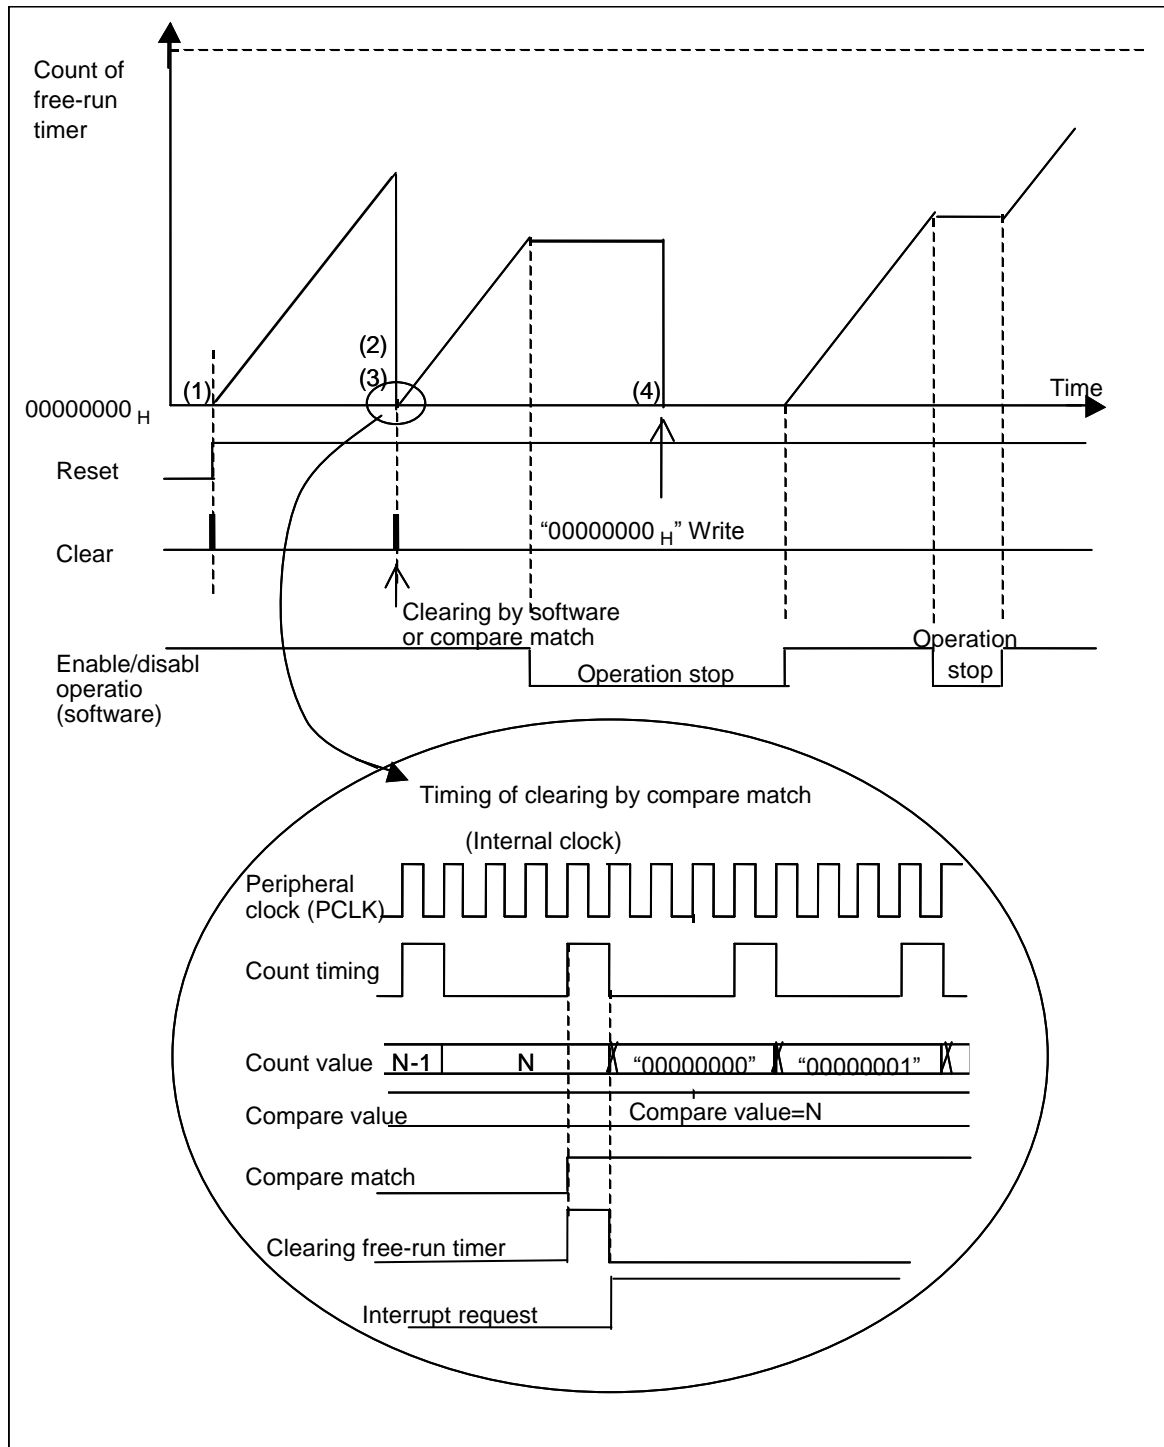 Count of
free-run
timer
(2)
(3)
(1)
(4)
Time
00000000 H
Reset
“00000000 H” Write
Clear
Clearing by software
or compare match
Enable/disabl
operatio
(software)
Operation stop
Operation
stop
Timing of clearing by compare match
(Internal clock)
Peripheral
clock (PCLK)
Count timing
Count value N-1 N “00000000” “00000001”
Compare value Compare value=N
Compare match
Clearing free-run timer
Interrupt request